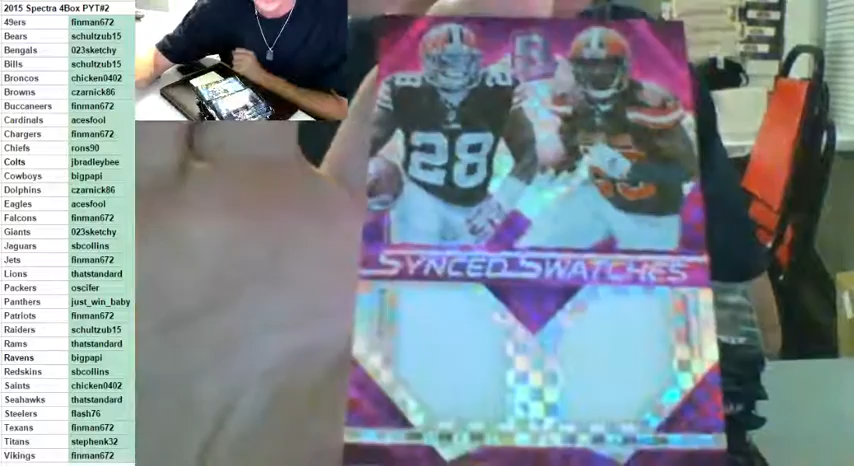 2015 Spectra 4Box PYT#2
49ers finman672
Bears schultzub15
Bengals 023sketchy
Bills schultzub15
Broncos chicken0402
Browns czarnick86
Buccaneers finman672
Cardinals acesfool
Chargers finman672
Chiefs rons90
Colts jbradleybee
Cowboys bigpapi
Dolphins czarnick86
Eagles acesfool
Falcons finman672
Giants 023sketchy
Jaguars sbcollins
Jets finman672
Lions thatstandard
Packers oscifer
Panthers just_win_baby
Patriots finman672
Raiders schultzub15
Rams thatstandard
Ravens bigpapi
Redskins sbcollins
Saints chicken0402
Seahawks thatstandard
Steelers flash76
Texans finman672
Titans stephenk32
Vikings finman672
28
SYNCED SWATCHES